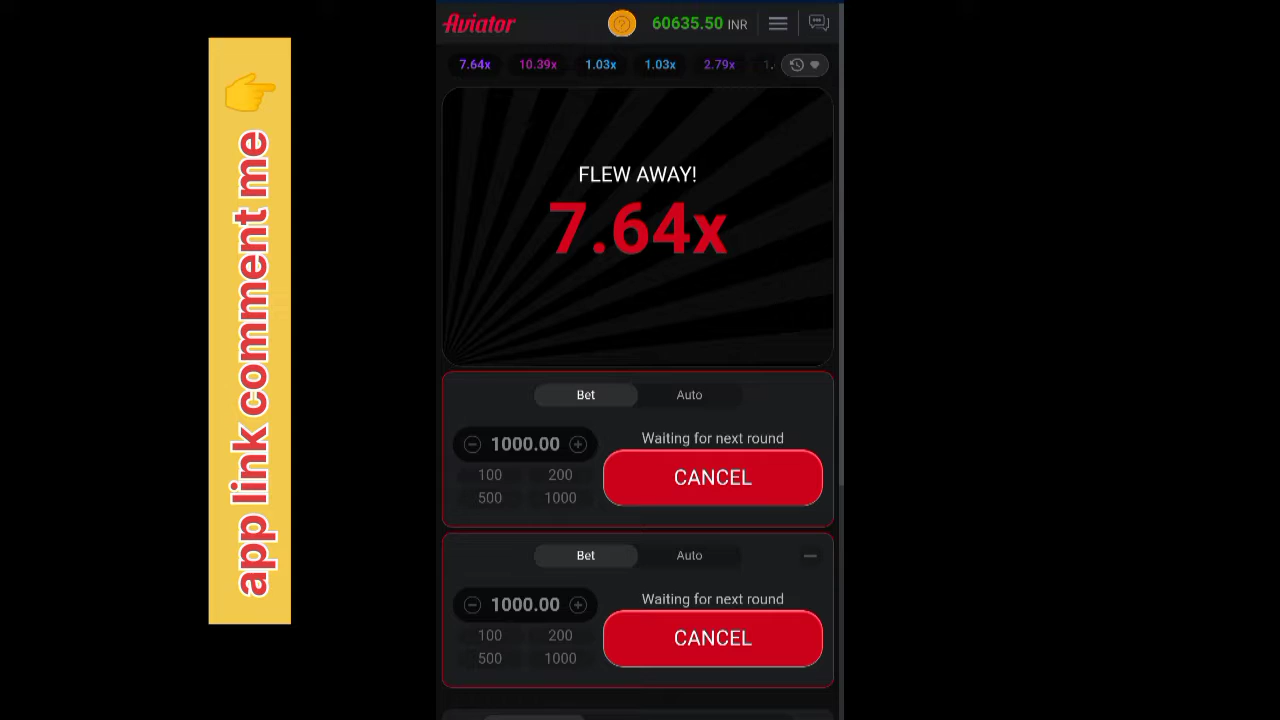 app link comment me 👉
Aviator
60635.50 INR
7.64x 10.39x 1.03x 1.03x 2.79x 1.
FLEW AWAY!
7.64x
Bet Auto
1000.00
100 200
500 1000
Waiting for next round
CANCEL
Bet Auto
1000.00
100 200
500 1000
Waiting for next round
CANCEL